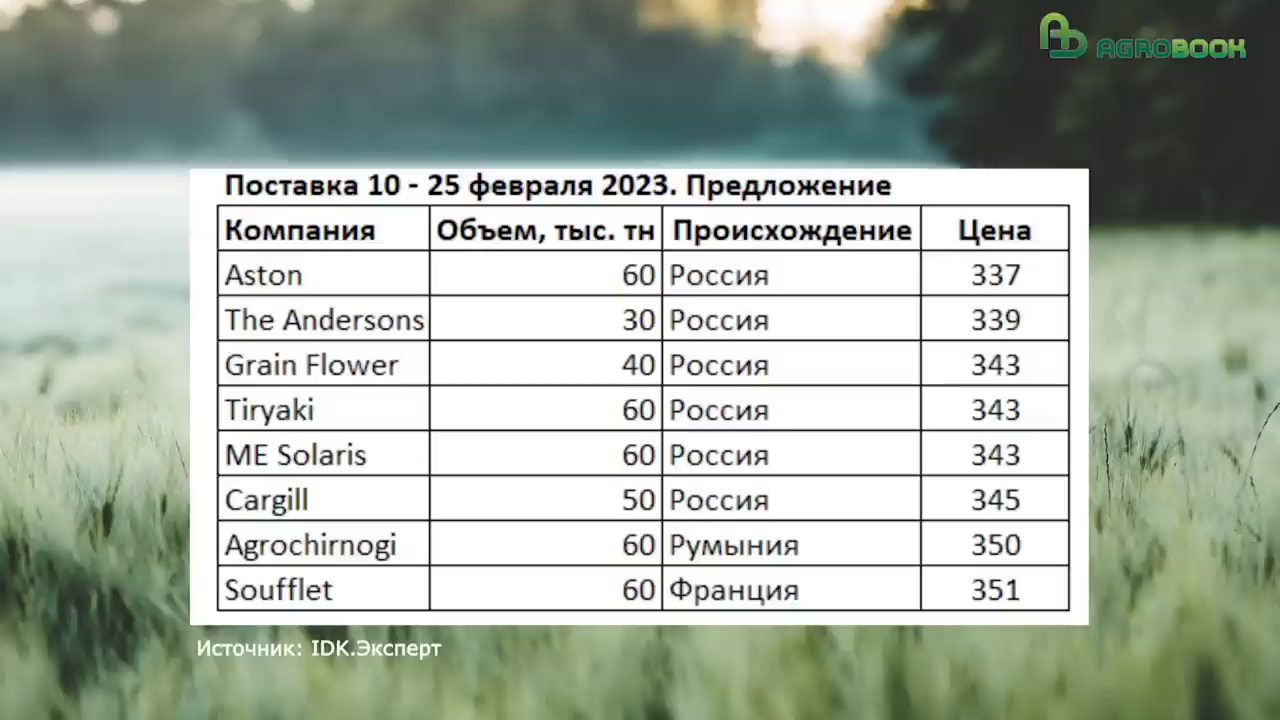 AGROBOOK
Поставка 10 - 25 февраля 2023. Предложение
Компания Объем, тыс. тн Происхождение Цена
Aston 60 Россия 337
The Andersons 30 Россия 339
Grain Flower 40 Россия 343
Tiryaki 60 Россия 343
ME Solaris 60 Россия 343
Cargill 50 Россия 345
Agrochirnogi 60 Румыния 350
Soufflet 60 Франция 351
Источник: IDK.Эксперт